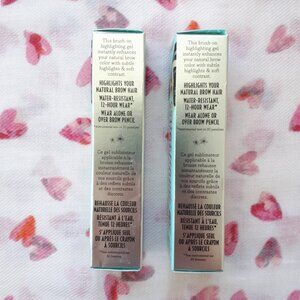 This brush-on
highlighting gel
instantly enhances
your natural brow
color with subtle
highlights & soft
contrast.
HIGHLIGHTS YOUR
NATURAL BROW HAIR
WATER-RESISTANT,
12-HOUR WEAR*
WEAR ALONE OR
OVER BROW PENCIL
Ce gel sublimateur
applicable à la
brosse rehausse
instantanément la
couleur naturelle de
vos sourcils grâce
à des reflets subtils
et des contrastes
discrets.
REHAUSSE LA COULEUR
NATURELLE DES SOURCILS
RÉSISTANT À L'EAU,
TENUE 12 HEURES*
S'APPLIQUE SEUL
OU APRÈS LE CRAYON
À SOURCILS
This brush-on
highlighting gel
instantly enhances
your natural brow
color with subtle
highlights & soft
contrast.
HIGHLIGHTS YOUR
NATURAL BROW HAIR
WATER-RESISTANT,
12-HOUR WEAR*
WEAR ALONE OR
OVER BROW PENCIL
Ce gel sublimateur
applicable à la
brosse rehausse
instantanément la
couleur naturelle de
vos sourcils grâce
à des reflets subtils
et des contrastes
discrets.
REHAUSSE LA COULEUR
NATURELLE DES SOURCILS
RÉSISTANT À L'EAU,
TENUE 12 HEURES*
S'APPLIQUE SEUL
OU APRÈS LE CRAYON
À SOURCILS